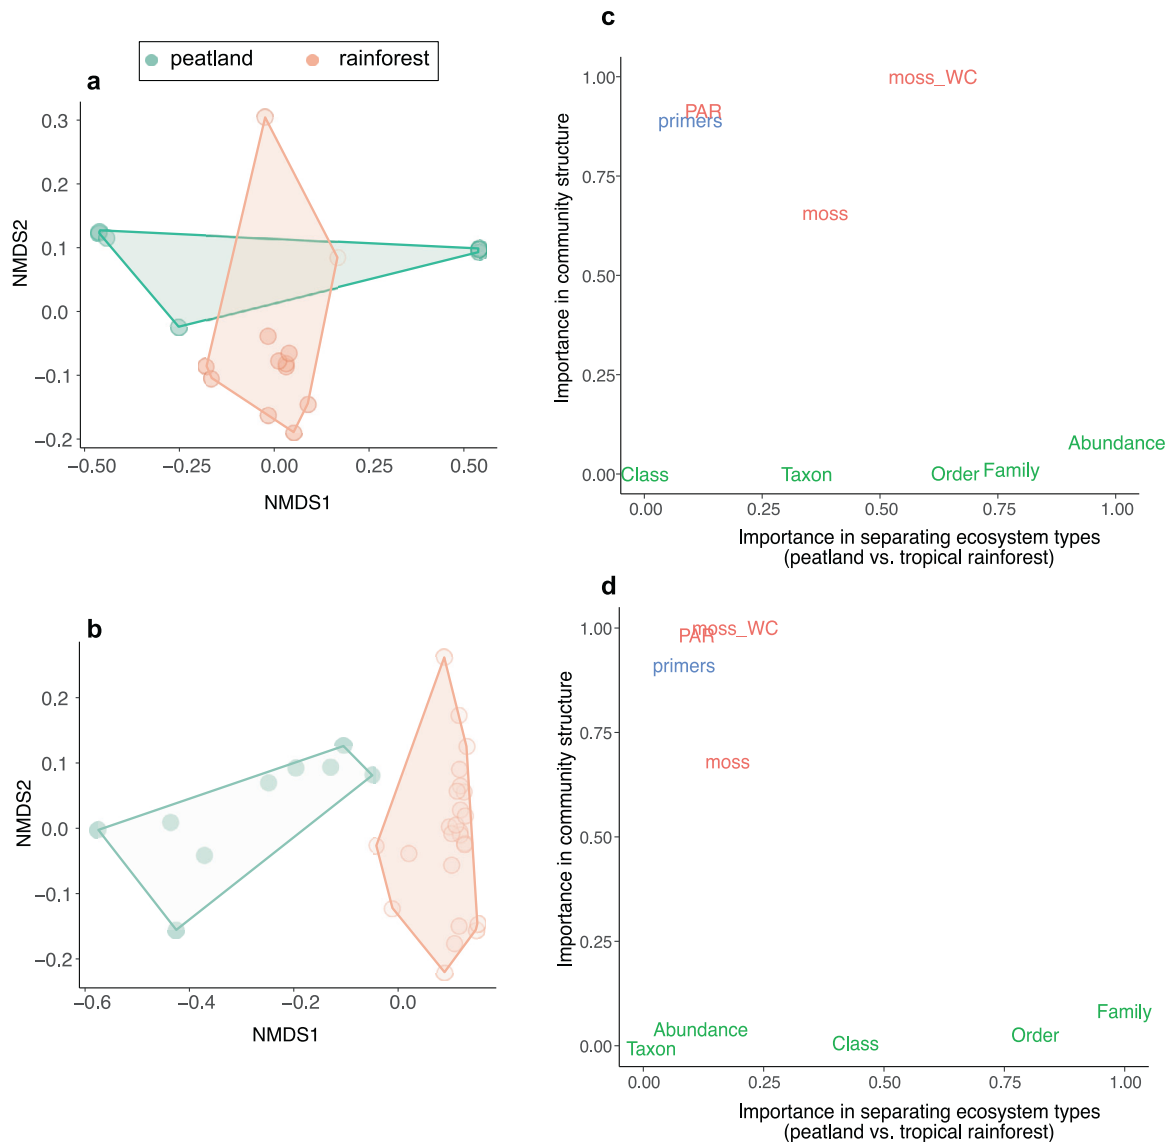 peatland rainforest
a
0.3
0.2
0.1
0.0
−0.1
−0.2
NMDS2
−0.50 −0.25 0.00 0.25 0.50
NMDS1
c
1.00
0.75
0.50
0.25
0.00
Importance in community structure
moss_WC
PAR
primers
moss
Abundance
Class Taxon Order Family
0.00 0.25 0.50 0.75 1.00
Importance in separating ecosystem types
(peatland vs. tropical rainforest)
b
0.2
0.1
0.0
−0.1
−0.2
NMDS2
−0.6 −0.4 −0.2 0.0
NMDS1
d
1.00
0.75
0.50
0.25
0.00
Importance in community structure
moss_WC
PAR
primers
moss
Family
Abundance Order
Taxon Class
0.00 0.25 0.50 0.75 1.00
Importance in separating ecosystem types
(peatland vs. tropical rainforest)